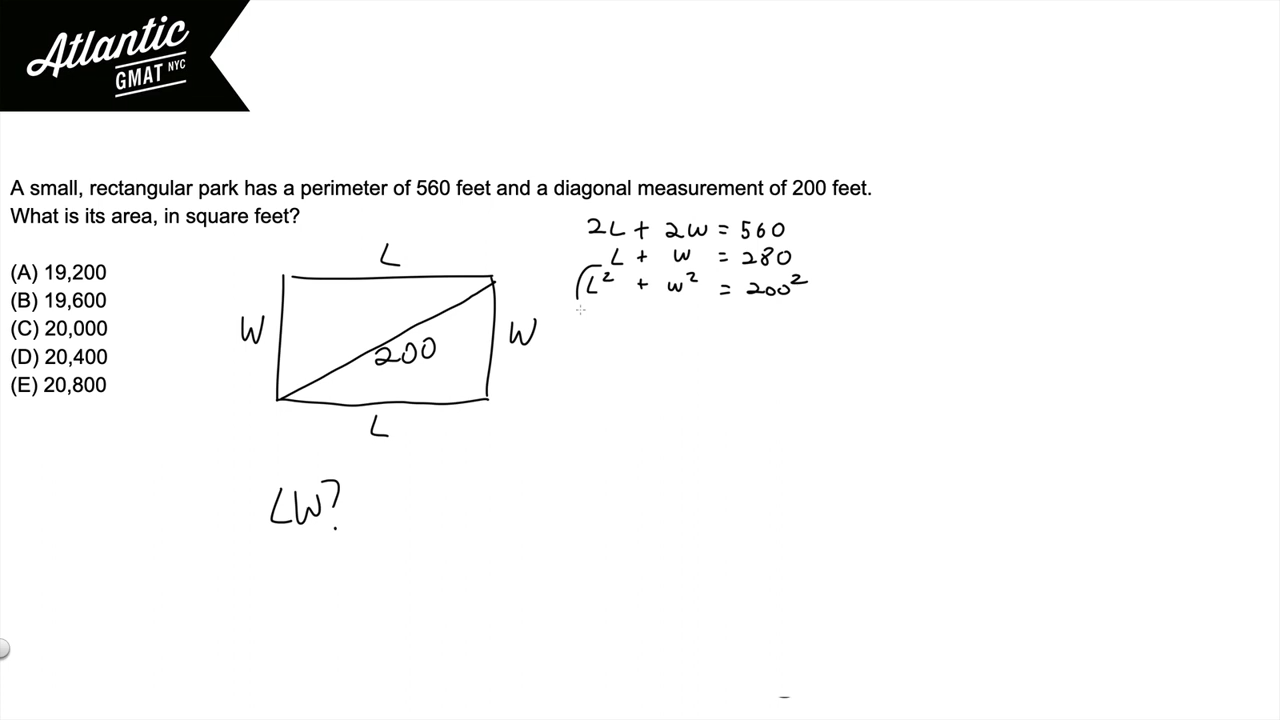 Atlantic
GMAT NYC
A small, rectangular park has a perimeter of 560 feet and a diagonal measurement of 200 feet.
What is its area, in square feet?
(A) 19,200
(B) 19,600
(C) 20,000
(D) 20,400
(E) 20,800
L
W
200
W
L
LW?
2L + 2W = 560
L + W = 280
(L² + W² = 200²